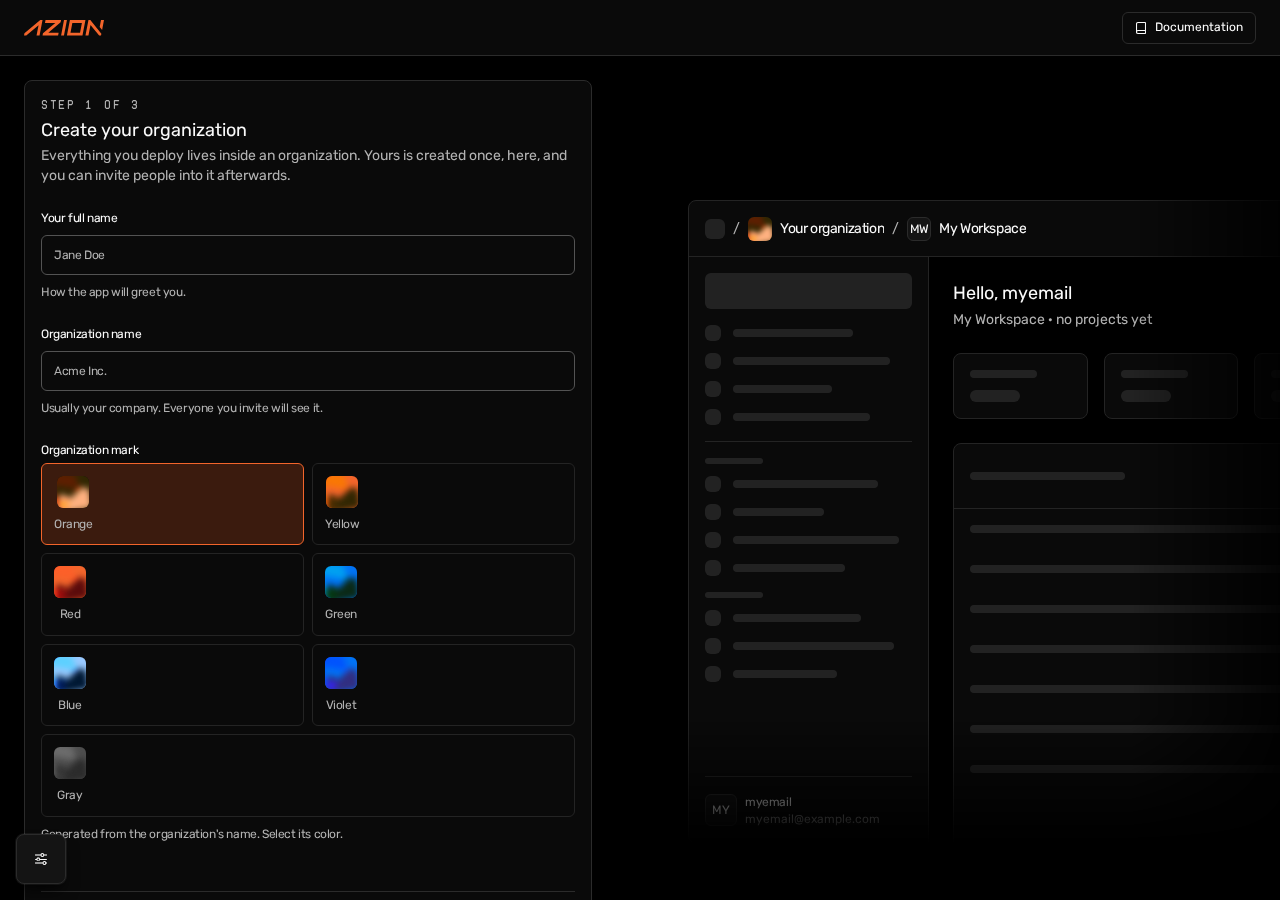 AZION
Documentation
STEP 1 OF 3
Create your organization
Everything you deploy lives inside an organization. Yours is created once, here, and
you can invite people into it afterwards.
Your full name
Jane Doe
How the app will greet you.
Organization name
Acme Inc.
Usually your company. Everyone you invite will see it.
Organization mark
Orange
Yellow
Red
Green
Blue
Violet
Gray
Generated from the organization's name. Select its color.
/ Your organization / MW My Workspace
Hello, myemail
My Workspace • no projects yet
MY
myemail
myemail@example.com